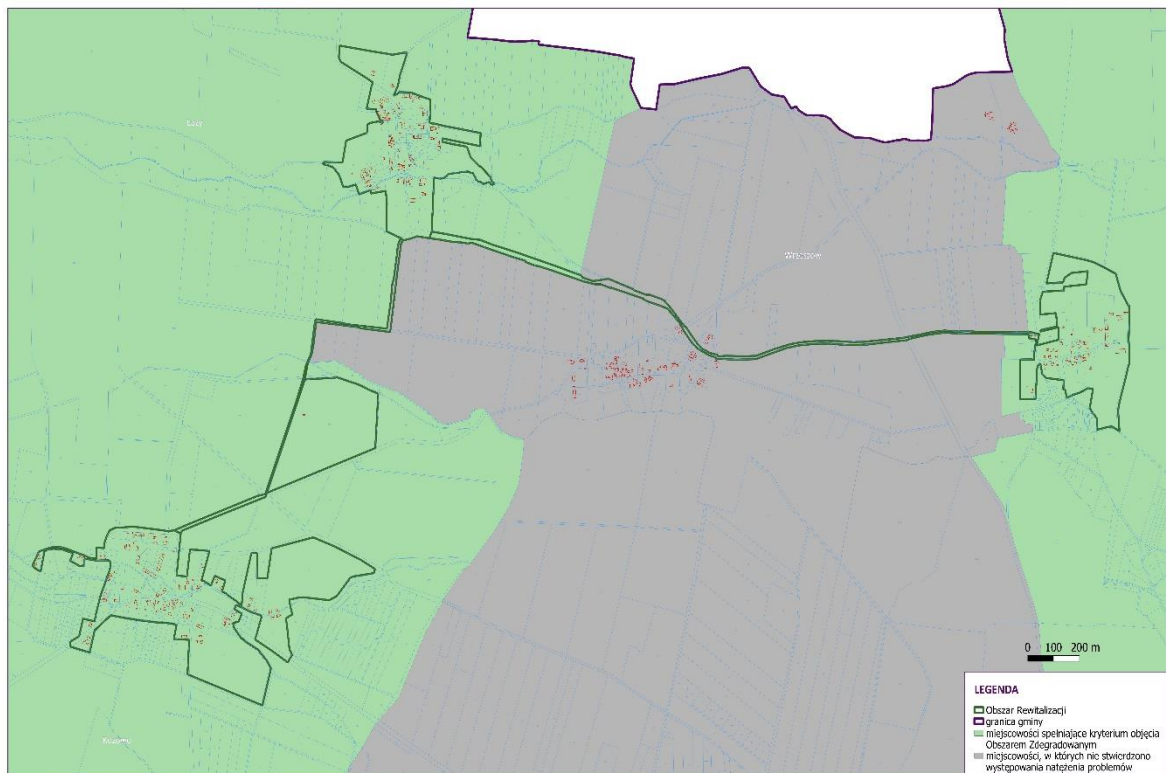 Wrzeszów
0 100 200 m
LEGENDA
Obszar Rewitalizacji
granica gminy
miejscowości spełniające kryterium objęcia
Obszarem Zdegradowanym
miejscowości, w których nie stwierdzono
występowania natężenia problemów